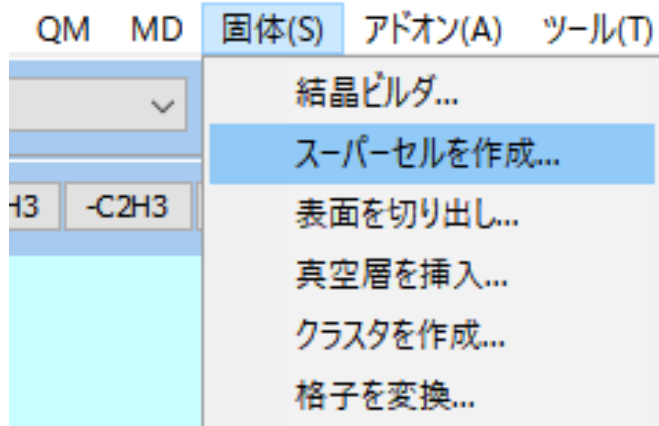 QM MD 固体(S) アドオン(A) ツール(T)
結晶ビルダ...
スーパーセルを作成...
H3 -C2H3
表面を切り出し...
真空層を挿入...
クラスタを作成...
格子を変換...